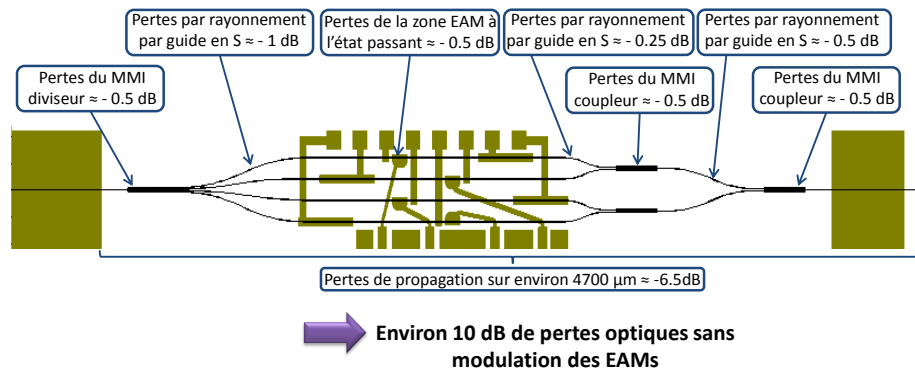 Pertes par rayonnement
par guide en S ≈ - 1 dB
Pertes de la zone EAM à
l’état passant ≈ - 0.5 dB
Pertes par rayonnement
par guide en S ≈ - 0.25 dB
Pertes par rayonnement
par guide en S ≈ - 0.5 dB
Pertes du MMI
diviseur ≈ - 0.5 dB
Pertes du MMI
coupleur ≈ - 0.5 dB
Pertes du MMI
coupleur ≈ - 0.5 dB
Pertes de propagation sur environ 4700 µm ≈ -6.5dB
Environ 10 dB de pertes optiques sans
modulation des EAMs